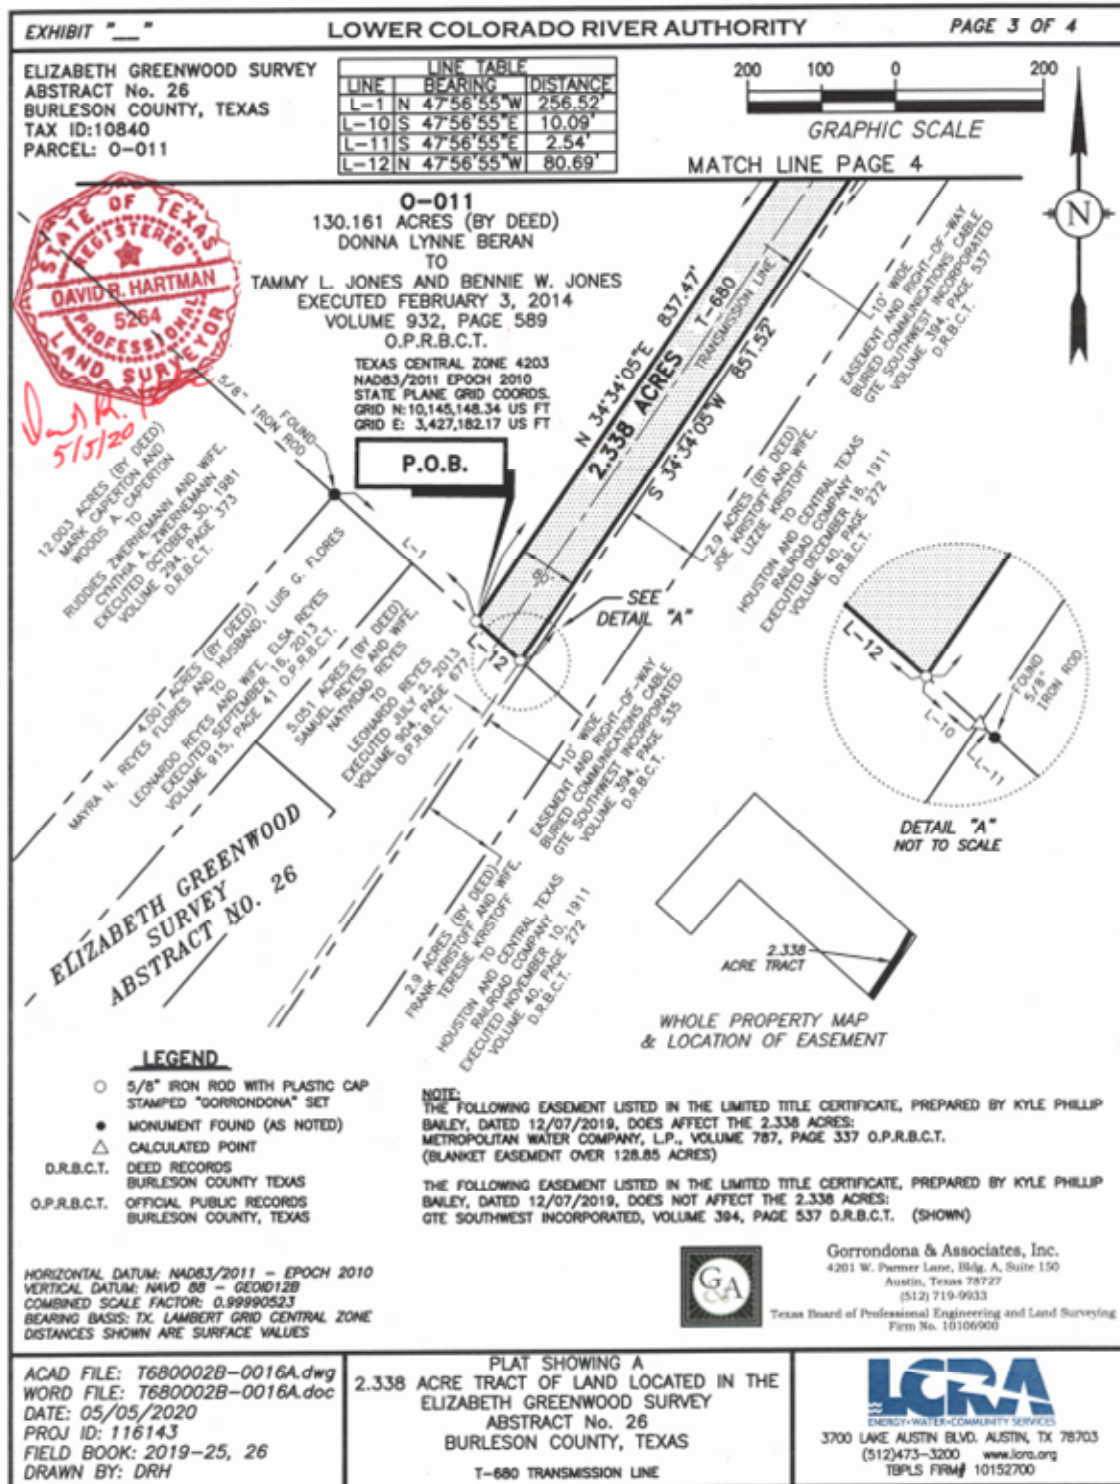 EXHIBIT "__"
LOWER COLORADO RIVER AUTHORITY
PAGE 3 OF 4
ELIZABETH GREENWOOD SURVEY
ABSTRACT No. 26
BURLESON COUNTY, TEXAS
TAX ID:10840
PARCEL: O-011
LINE TABLE
LINE BEARING DISTANCE
L-1 N 47°56'55"W 256.52'
L-10 S 47°56'55"E 10.09'
L-11 S 47°56'55"E 2.54'
L-12 N 47°56'55"W 80.69'
200 100 0 200
GRAPHIC SCALE
MATCH LINE PAGE 4
N
STATE OF TEXAS
REGISTERED
DAVID R. HARTMAN
5264
PROFESSIONAL
LAND SURVEYOR
5/5/20
O-011
130.161 ACRES (BY DEED)
DONNA LYNNE BERAN
TO
TAMMY L. JONES AND BENNIE W. JONES
EXECUTED FEBRUARY 3, 2014
VOLUME 932, PAGE 589
O.P.R.B.C.T.
TEXAS CENTRAL ZONE 4203
NAD83/2011 EPOCH 2010
STATE PLANE GRID COORDS.
GRID N: 10,145,148.34 US FT
GRID E: 3,427,182.17 US FT
P.O.B.
N 34°34'05"E 837.47'
2.338 ACRES
T-680
TRANSMISSION LINE
S 34°34'05"W 851.52'
10' WIDE
EASEMENT AND RIGHT-OF-WAY
BURIED COMMUNICATIONS CABLE
GTE SOUTHWEST INCORPORATED
VOLUME 394, PAGE 537
D.R.B.C.T.
2.9 ACRES (BY DEED)
JOE KRISTOFF AND WIFE,
LIZZIE KRISTOFF
TO
HOUSTON AND CENTRAL TEXAS
RAILROAD COMPANY
EXECUTED DECEMBER 16, 1911
VOLUME 40, PAGE 272
D.R.B.C.T.
5/8" IRON ROD
FOUND
12.003 ACRES (BY DEED)
MARK CAPERTON AND
WOODS A. CAPERTON
TO
RUDDIES ZWERNEMANN AND WIFE,
CYNTHIA A. ZWERNEMANN
EXECUTED OCTOBER 30, 1981
VOLUME 294, PAGE 373
D.R.B.C.T.
L-1
4.001 ACRES (BY DEED)
MAYRA N. REYES FLORES AND HUSBAND, LUIS G. FLORES
TO
LEONARDO REYES AND WIFE, ELSA REYES
EXECUTED SEPTEMBER 16, 2013
VOLUME 915, PAGE 41 O.P.R.B.C.T.
5.051 ACRES (BY DEED)
SAMUEL REYES AND WIFE,
NATIVIDAD REYES
TO
LEONARDO REYES
EXECUTED JULY 2, 2013
VOLUME 904, PAGE 677
O.P.R.B.C.T.
L-12
SEE
DETAIL "A"
10' WIDE
EASEMENT AND RIGHT-OF-WAY
BURIED COMMUNICATIONS CABLE
GTE SOUTHWEST INCORPORATED
VOLUME 394, PAGE 535
D.R.B.C.T.
2.9 ACRES (BY DEED)
FRANK KRISTOFF AND WIFE,
TERESIE KRISTOFF
TO
HOUSTON AND CENTRAL TEXAS
RAILROAD COMPANY
EXECUTED NOVEMBER 10, 1911
VOLUME 40, PAGE 272
D.R.B.C.T.
ELIZABETH GREENWOOD
SURVEY
ABSTRACT NO. 26
L-12
L-10
L-11
FOUND
5/8"
IRON ROD
DETAIL "A"
NOT TO SCALE
2.338
ACRE TRACT
WHOLE PROPERTY MAP
& LOCATION OF EASEMENT
LEGEND
5/8" IRON ROD WITH PLASTIC CAP
STAMPED "GORRONDONA" SET
MONUMENT FOUND (AS NOTED)
CALCULATED POINT
D.R.B.C.T. DEED RECORDS
BURLESON COUNTY TEXAS
O.P.R.B.C.T. OFFICIAL PUBLIC RECORDS
BURLESON COUNTY, TEXAS
NOTE:
THE FOLLOWING EASEMENT LISTED IN THE LIMITED TITLE CERTIFICATE, PREPARED BY KYLE PHILLIP
BAILEY, DATED 12/07/2019, DOES AFFECT THE 2.338 ACRES:
METROPOLITAN WATER COMPANY, L.P., VOLUME 787, PAGE 337 O.P.R.B.C.T.
(BLANKET EASEMENT OVER 128.85 ACRES)
THE FOLLOWING EASEMENT LISTED IN THE LIMITED TITLE CERTIFICATE, PREPARED BY KYLE PHILLIP
BAILEY, DATED 12/07/2019, DOES NOT AFFECT THE 2.338 ACRES:
GTE SOUTHWEST INCORPORATED, VOLUME 394, PAGE 537 D.R.B.C.T. (SHOWN)
HORIZONTAL DATUM: NAD83/2011 - EPOCH 2010
VERTICAL DATUM: NAVD 88 - GEOID12B
COMBINED SCALE FACTOR: 0.99990523
BEARING BASIS: TX. LAMBERT GRID CENTRAL ZONE
DISTANCES SHOWN ARE SURFACE VALUES
G&A
Gorrondona & Associates, Inc.
4201 W. Parmer Lane, Bldg. A, Suite 150
Austin, Texas 78727
(512) 719-9933
Texas Board of Professional Engineering and Land Surveying
Firm No. 10106900
ACAD FILE: T680002B-0016A.dwg
WORD FILE: T680002B-0016A.doc
DATE: 05/05/2020
PROJ ID: 116143
FIELD BOOK: 2019-25, 26
DRAWN BY: DRH
PLAT SHOWING A
2.338 ACRE TRACT OF LAND LOCATED IN THE
ELIZABETH GREENWOOD SURVEY
ABSTRACT No. 26
BURLESON COUNTY, TEXAS
T-680 TRANSMISSION LINE
LCRA
ENERGY•WATER•COMMUNITY SERVICES
3700 LAKE AUSTIN BLVD. AUSTIN, TX 78703
(512)473-3200 www.lcra.org
TBPLS FIRM# 10152700